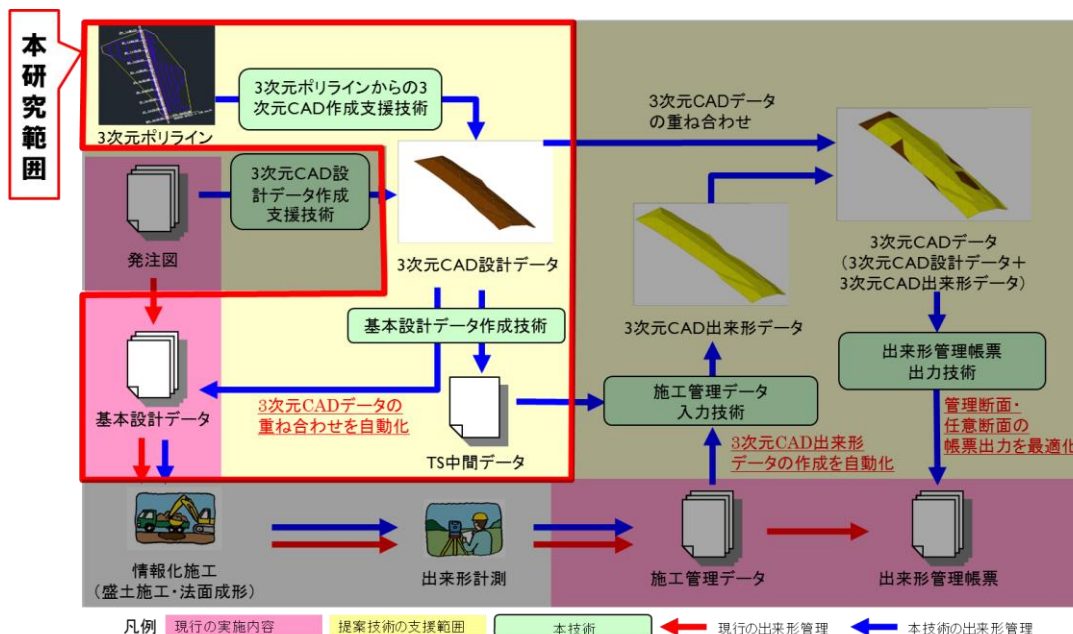 本研究範囲
3次元ポリライン
3次元ポリラインからの3
次元CAD作成支援技術
3次元CADデータ
の重ね合わせ
発注図
3次元CAD設
計データ作成
支援技術
3次元CAD設計データ
3次元CAD出来形データ
3次元CADデータ
(3次元CAD設計データ+
3次元CAD出来形データ)
基本設計データ作成技術
基本設計データ
3次元CADデータの
重ね合わせを自動化
TS中間データ
施工管理データ
入力技術
3次元CAD出来形
データの作成を自動化
出来形管理帳票
出力技術
管理断面・
任意断面の
帳票出力を最適化
情報化施工
(盛土施工・法面成形)
出来形計測
施工管理データ
出来形管理帳票
凡例
現行の実施内容
提案技術の支援範囲
本技術
現行の出来形管理
本技術の出来形管理